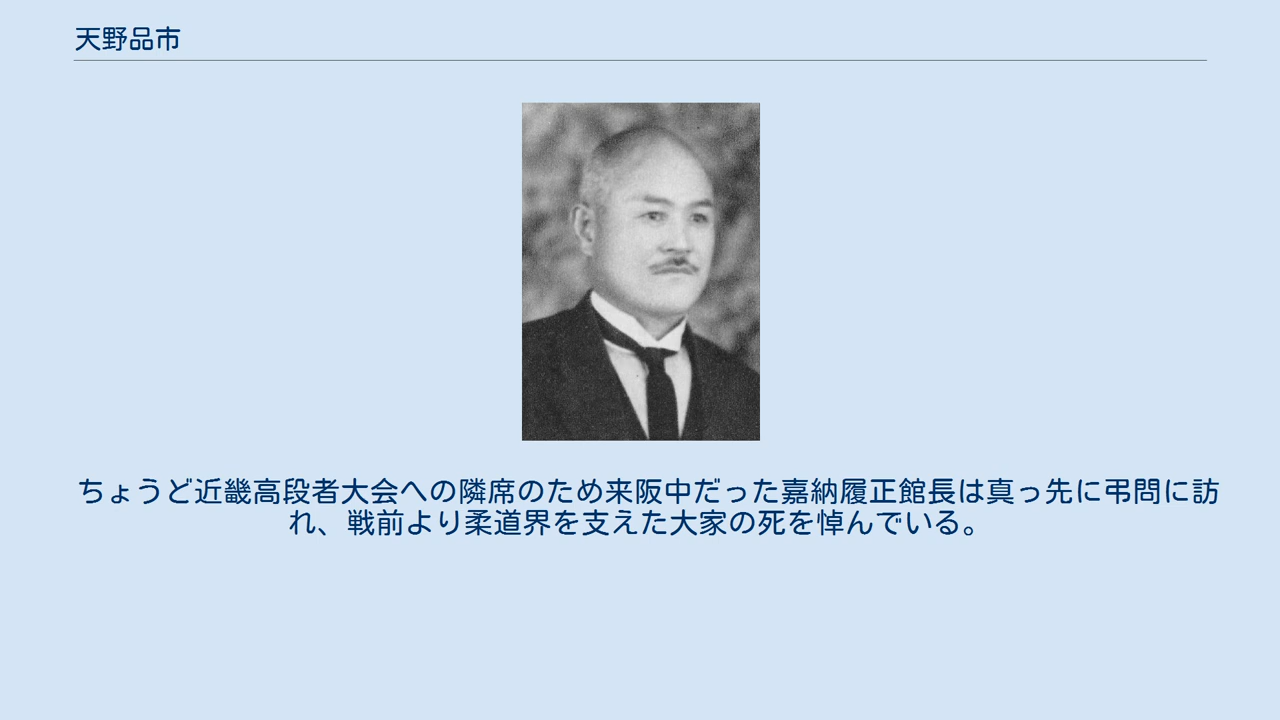 天野品市
ちょうど近畿高段者大会への隣席のため来阪中だった嘉納履正館長は真っ先に弔問に訪
れ、戦前より柔道界を支えた大家の死を悼んでいる。